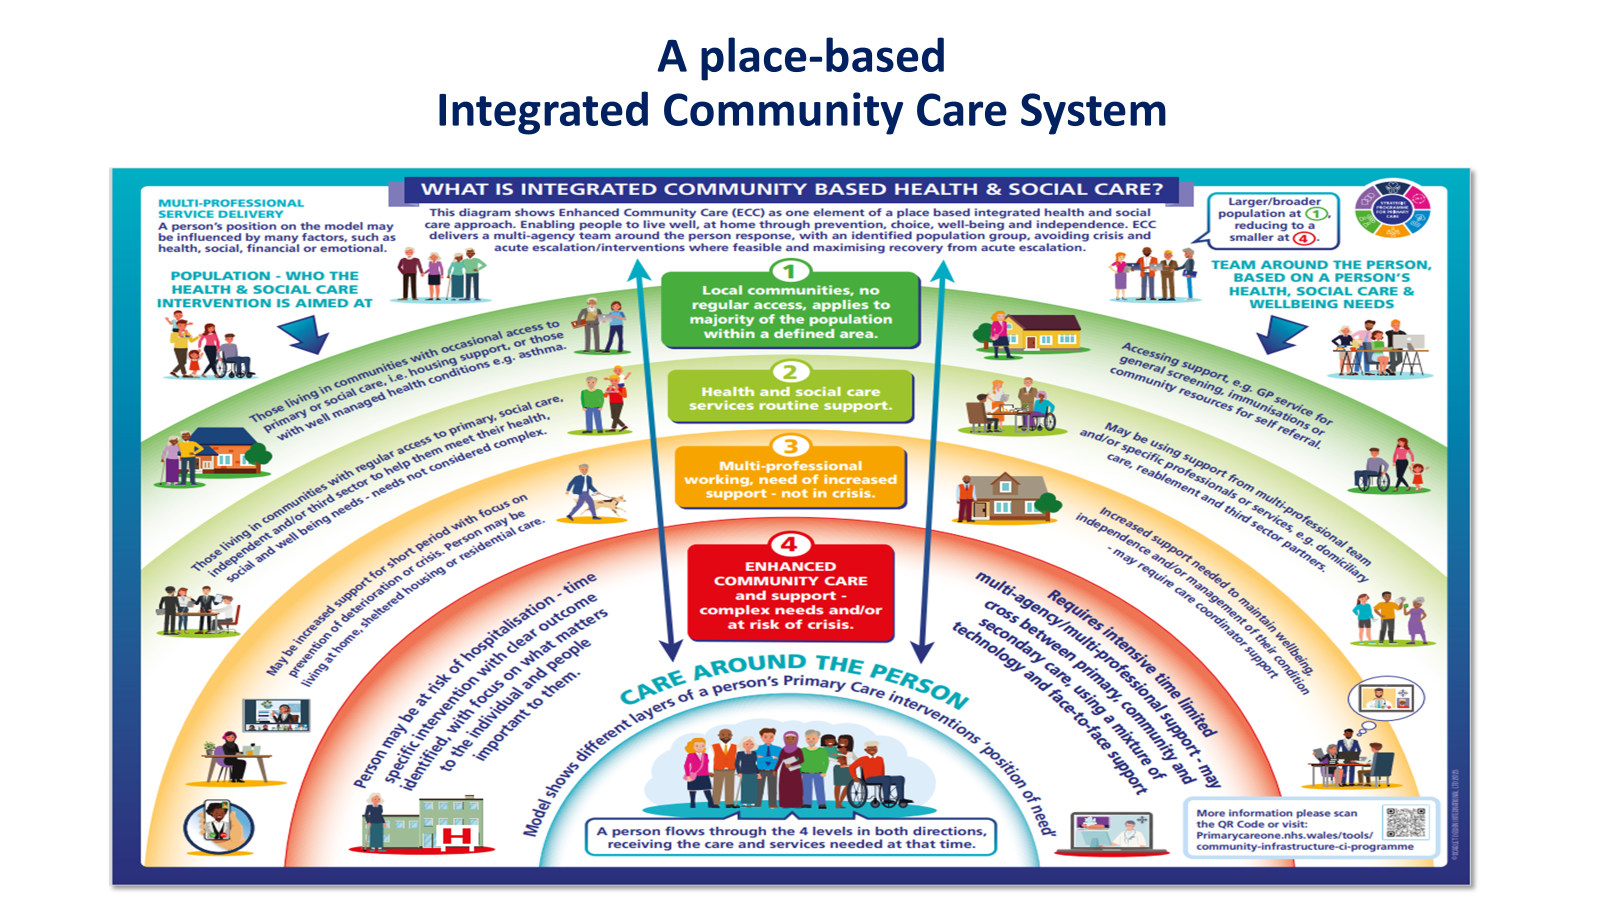 A place-based
Integrated Community Care System
WHAT IS INTEGRATED COMMUNITY BASED HEALTH & SOCIAL CARE?
This diagram shows Enhanced Community Care (ECC) as one element of a place based integrated health and social
care approach. Enabling people to live well, at home through prevention, choice, well-being and independence. ECC
delivers a multi-agency team around the person response, with an identified population group, avoiding crisis and
acute escalation/interventions where feasible and maximising recovery from acute escalation.
MULTI-PROFESSIONAL
SERVICE DELIVERY
A person's position on the model may
be influenced by many factors, such as
health, social, financial or emotional.
POPULATION - WHO THE
HEALTH & SOCIAL CARE
INTERVENTION IS AIMED AT
Larger/broader
population at 1,
reducing to a
smaller at 4.
STRATEGIC
PROGRAMME
FOR PRIMARY
CARE
TEAM AROUND THE PERSON,
BASED ON A PERSON'S
HEALTH, SOCIAL CARE &
WELLBEING NEEDS
1
Local communities, no
regular access, applies to
majority of the population
within a defined area.
Those living in communities with occasional access to
primary or social care, i.e. housing support, or those
with well managed health conditions e.g. asthma.
Accessing support, e.g. GP service for
general screening, immunisations or
community resources for self referral.
2
Health and social care
services routine support.
Those living in communities with regular access to primary, social care,
independent and/or third sector to help them meet their health,
social and well being needs - needs not considered complex.
May be using support from multi-professional team
and/or specific professionals or services, e.g. domiciliary
care, reablement and third sector partners.
3
Multi-professional
working, need of increased
support - not in crisis.
May be increased support for short period with focus on
prevention of deterioration or crisis. Person may be
living at home, sheltered housing or residential care.
Increased support needed to maintain wellbeing,
independence and/or management of their condition
- may require care coordinator support
4
ENHANCED
COMMUNITY CARE
and support -
complex needs and/or
at risk of crisis.
Person may be at risk of hospitalisation - time
specific intervention with clear outcome
identified, with focus on what matters
to the individual and people
important to them.
Requires intensive time limited
multi-agency/multi-professional support - may
cross between primary, community and
secondary care, using a mixture of
technology and face-to-face support
CARE AROUND THE PERSON
Model shows different layers of a person's Primary Care interventions 'position of need'
H
A person flows through the 4 levels in both directions,
receiving the care and services needed at that time.
More information please scan
the QR Code or visit:
Primarycareone.nhs.wales/tools/
community-infrastructure-ci-programme